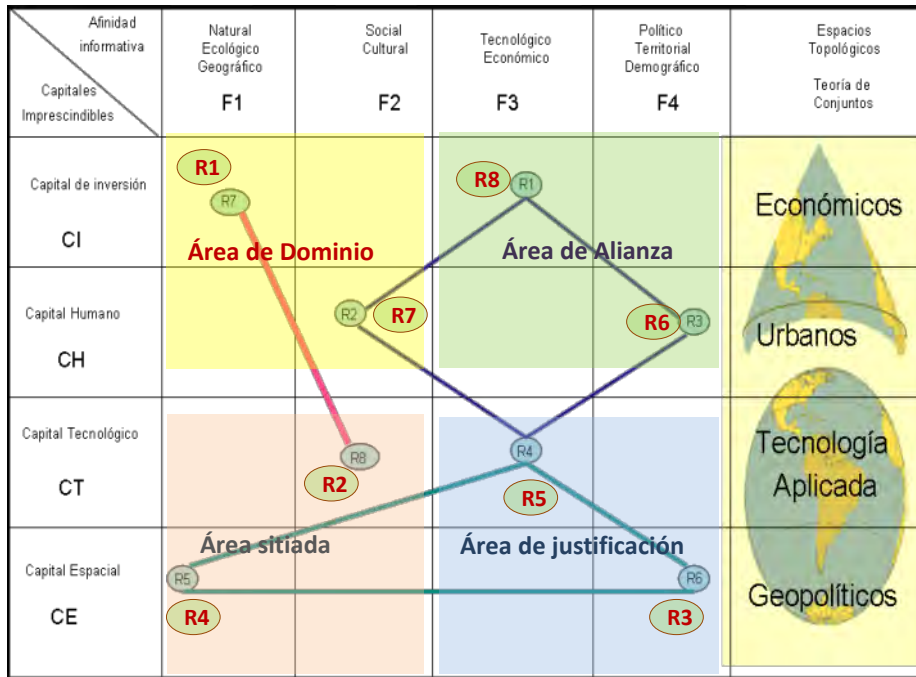 Afinidad
informativa
Capitales
Imprescindibles
Natural
Ecológico
Geográfico
F1
Social
Cultural
F2
Tecnológico
Económico
F3
Político
Territorial
Demográfico
F4
Espacios
Topológicos
Teoría de
Conjuntos
Capital de inversión
CI
R1
R7
R8
R1
Área de Dominio
Área de Alianza
Económicos
Capital Humano
CH
R2
R7
R6
R3
Urbanos
Capital Tecnológico
CT
R8
R2
R4
R5
Tecnología
Aplicada
Área sitiada
Área de justificación
Capital Espacial
CE
R5
R4
R6
R3
Geopolíticos